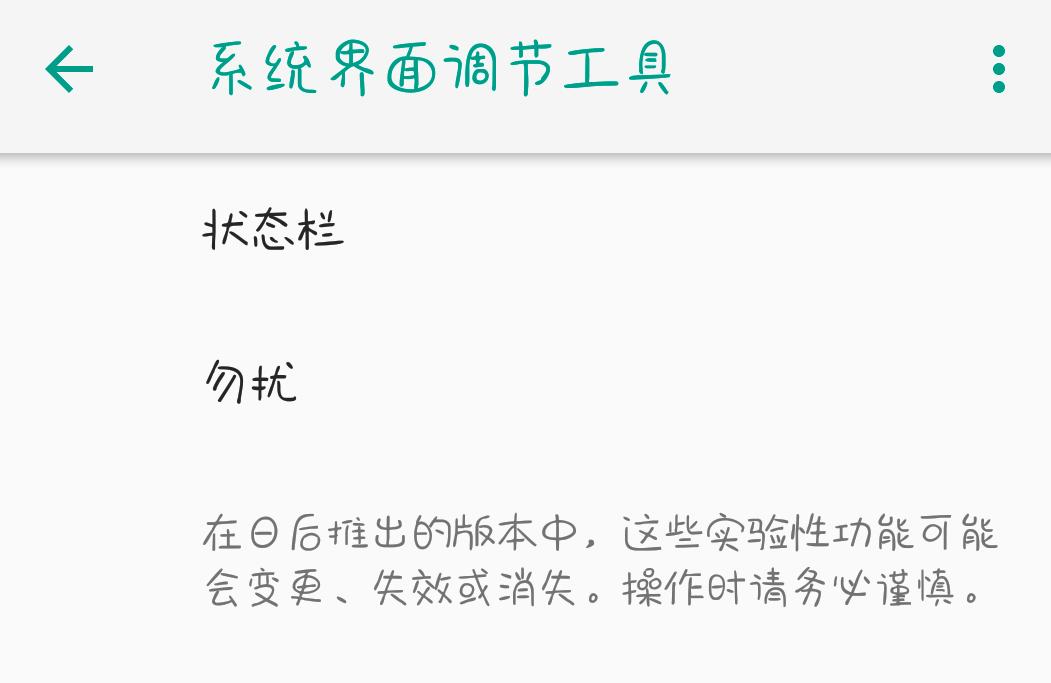 系统界面调节工具
状态栏
勿扰
在日后推出的版本中，这些实验性功能可能
会变更、失效或消失。操作时请务必谨慎。